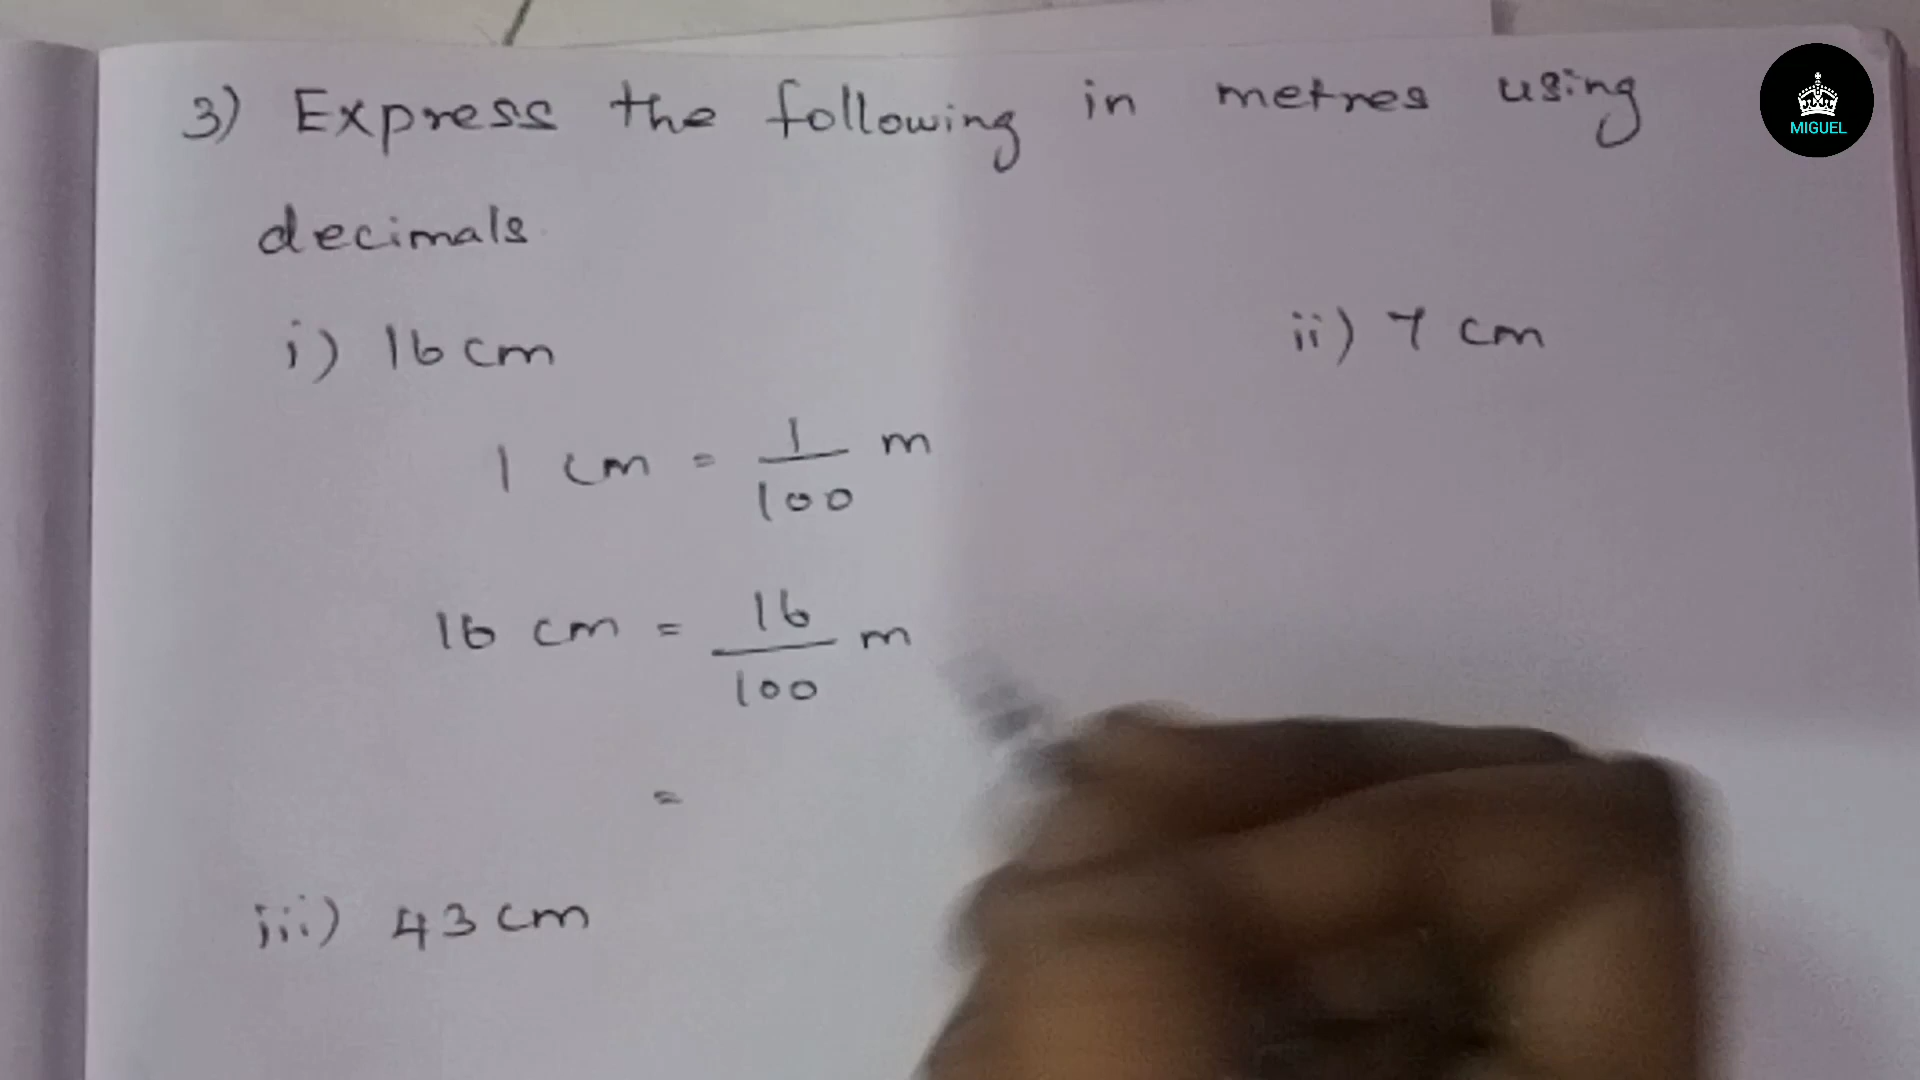 3) Express the following in metres using
decimals
i) 16 cm
ii) 7 cm
1 cm = 1/100 m
16 cm = 16/100 m
=
iii) 43 cm
MIGUEL